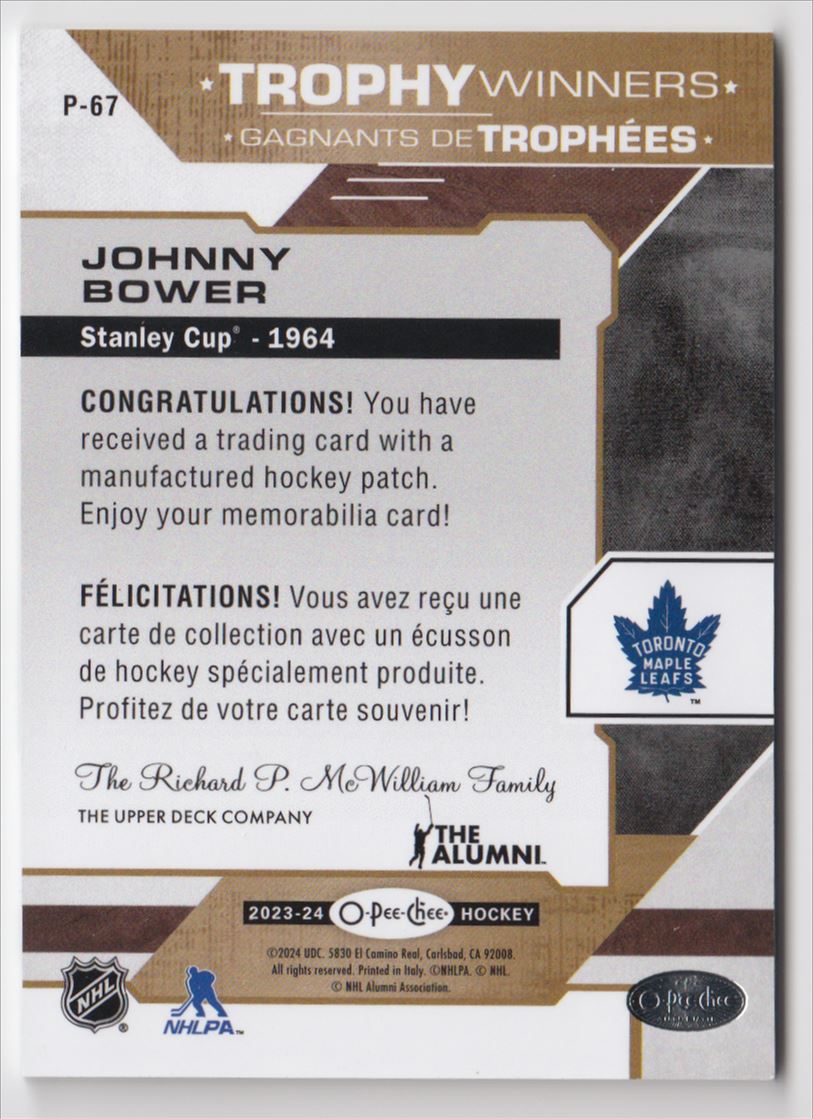 P-67
★TROPHY WINNERS★
★GAGNANTS DE TROPHÉES★
JOHNNY
BOWER
Stanley Cup® - 1964
CONGRATULATIONS! You have
received a trading card with a
manufactured hockey patch.
Enjoy your memorabilia card!
FÉLICITATIONS! Vous avez reçu une
carte de collection avec un écusson
de hockey spécialement produite.
Profitez de votre carte souvenir!
TORONTO
MAPLE
LEAFS
TM
The Richard P. McWilliam Family
THE UPPER DECK COMPANY
THE
ALUMNI™
2023-24 O-Pee-Chee® HOCKEY
©2024 UDC. 5830 El Camino Real, Carlsbad, CA 92008.
All rights reserved. Printed in Italy. ©NHLPA. © NHL.
© NHL Alumni Association.
NHL®
NHLPA™
O-Pee-Chee